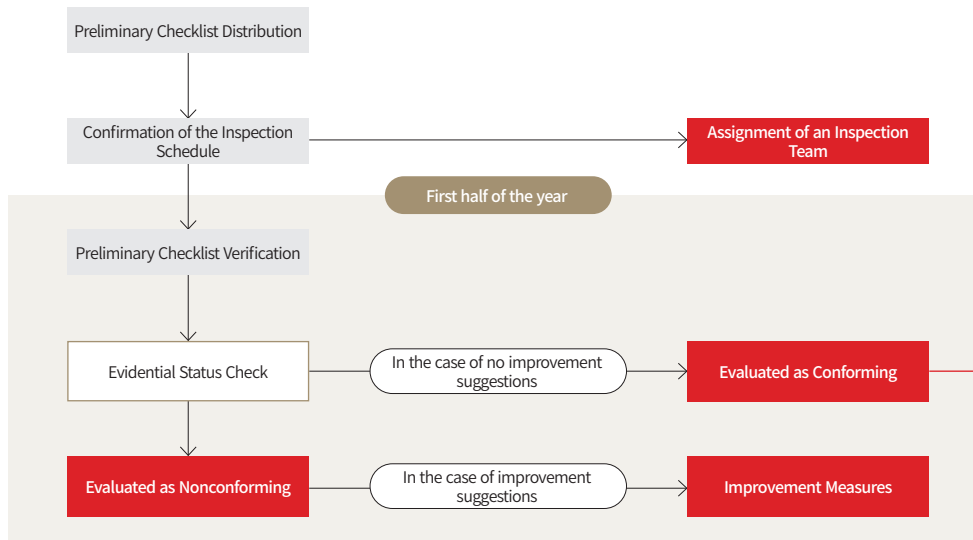 Preliminary Checklist Distribution
Confirmation of the Inspection
Schedule
Assignment of an Inspection
Team
First half of the year
Preliminary Checklist Verification
Evidential Status Check
In the case of no improvement
suggestions
Evaluated as Conforming
Evaluated as Nonconforming
In the case of improvement
suggestions
Improvement Measures